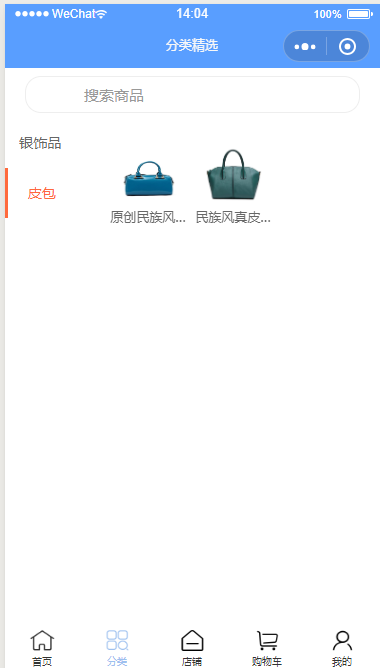 WeChat 14:04 100%
分类精选
搜索商品
银饰品
皮包
原创民族风... 民族风真皮...
首页 分类 店铺 购物车 我的